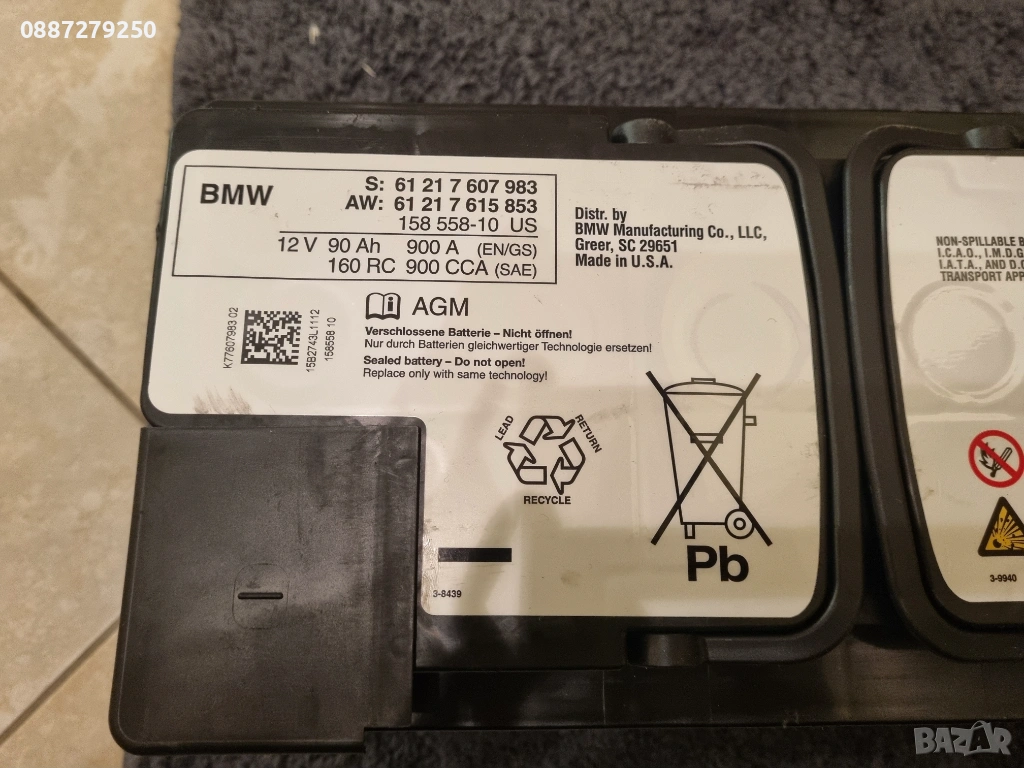 0887279250
BMW
S: 61 21 7 607 983
AW: 61 21 7 615 853
158 558-10 US
12 V 90 Ah 900 A (EN/GS)
160 RC 900 CCA (SAE)
Distr. by
BMW Manufacturing Co., LLC,
Greer, SC 29651
Made in U.S.A.
K77607983 02
15B2743L1112
158558 10
AGM
Verschlossene Batterie – Nicht öffnen!
Nur durch Batterien gleichwertiger Technologie ersetzen!
Sealed battery – Do not open!
Replace only with same technology!
LEAD
RETURN
RECYCLE
Pb
3-8439
NON-SPILLABLE B
I.C.A.O., I.M.D.G
I.A.T.A., AND D.O
TRANSPORT APP
3-9940
BAZAR